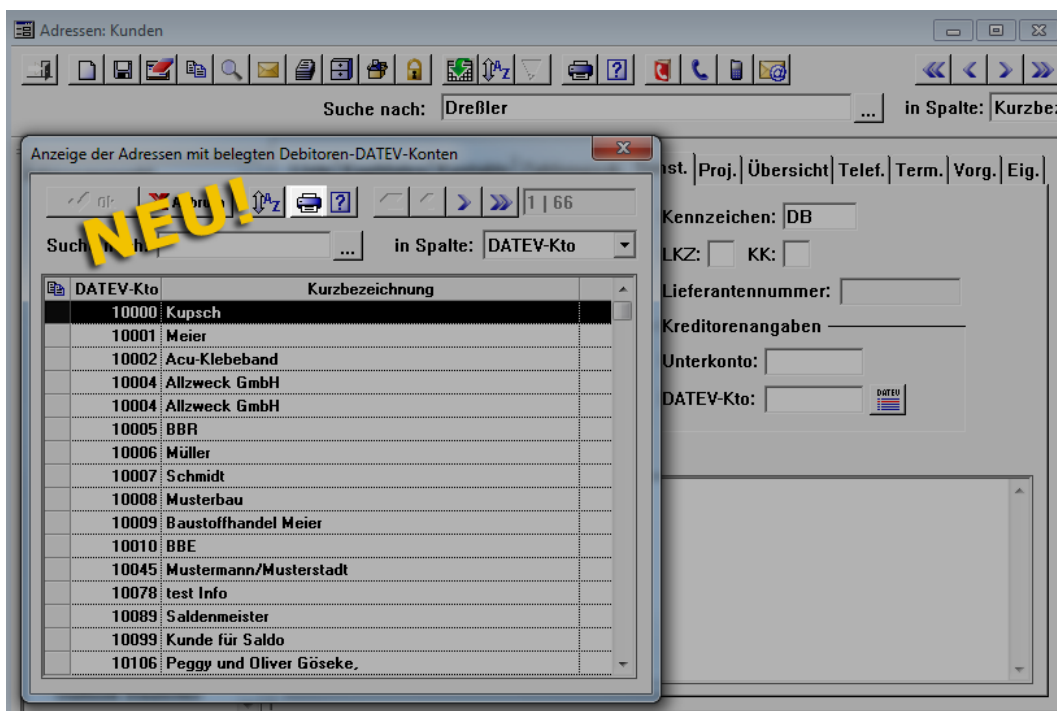 Adressen: Kunden
Suche nach: Dreßler ... in Spalte: Kurzbez
Anzeige der Adressen mit belegten Debitoren-DATEV-Konten
nst. Proj. Übersicht Telef. Term. Vorg. Eig.
NEU!
1 | 66
... in Spalte: DATEV-Kto
Kennzeichen: DB
LKZ: KK:
Lieferantennummer:
Kreditorenangaben
Unterkonto:
DATEV-Kto: DATEV
DATEV-Kto Kurzbezeichnung
10000 Kupsch
10001 Meier
10002 Acu-Klebeband
10004 Allzweck GmbH
10004 Allzweck GmbH
10005 BBR
10006 Müller
10007 Schmidt
10008 Musterbau
10009 Baustoffhandel Meier
10010 BBE
10045 Mustermann/Musterstadt
10078 test Info
10089 Saldenmeister
10099 Kunde für Saldo
10106 Peggy und Oliver Göseke,